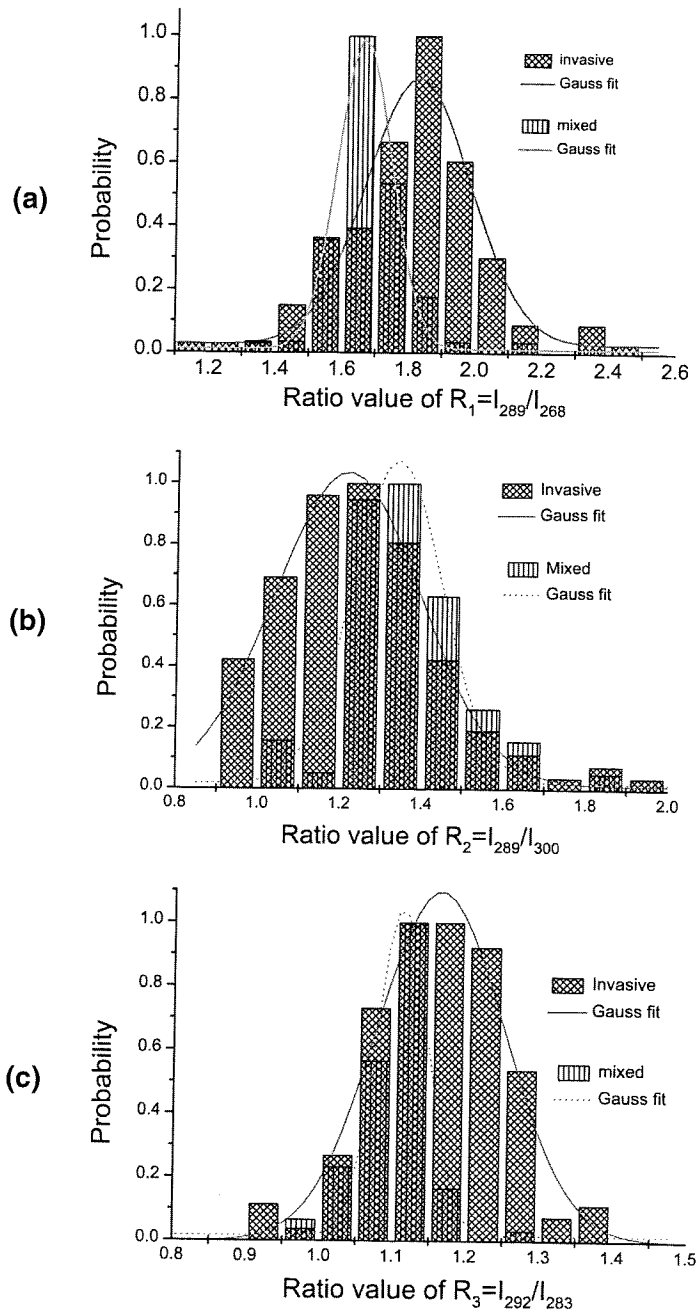 (a)
Probability
1.0
0.8
0.6
0.4
0.2
0.0
1.2 1.4 1.6 1.8 2.0 2.2 2.4 2.6
Ratio value of R1=I289/I268
invasive
Gauss fit
mixed
Gauss fit
(b)
Probability
1.0
0.8
0.6
0.4
0.2
0.0
0.8 1.0 1.2 1.4 1.6 1.8 2.0
Ratio value of R2=I289/I300
Invasive
Gauss fit
Mixed
Gauss fit
(c)
Probability
1.0
0.8
0.6
0.4
0.2
0.0
0.8 0.9 1.0 1.1 1.2 1.3 1.4 1.5
Ratio value of R3=I292/I283
Invasive
Gauss fit
mixed
Gauss fit